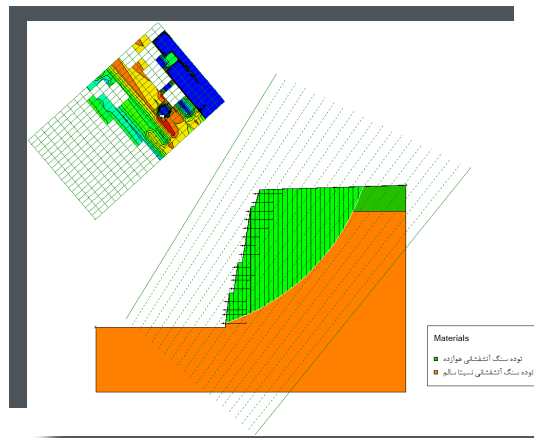 Materials
توده سنگ آتشفشانی هوازده
توده سنگ آتشفشانی نسبتا سالم